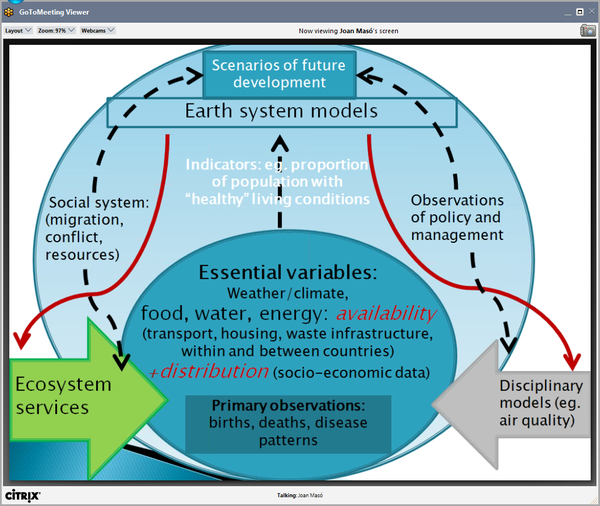 GoToMeeting Viewer
Layout Zoom: 97% Webcams Now viewing Joan Masó's screen
Scenarios of future
development
Earth system models
Indicators: eg. proportion
of population with
"healthy" living conditions
Social system:
(migration,
conflict,
resources)
Observations
of policy and
management
Essential variables:
Weather/climate,
food, water, energy: availability
(transport, housing, waste infrastructure,
within and between countries)
+distribution (socio-economic data)
Ecosystem
services
Primary observations:
births, deaths, disease
patterns
Disciplinary
models (eg.
air quality)
CITRIX
Talking: Joan Masó